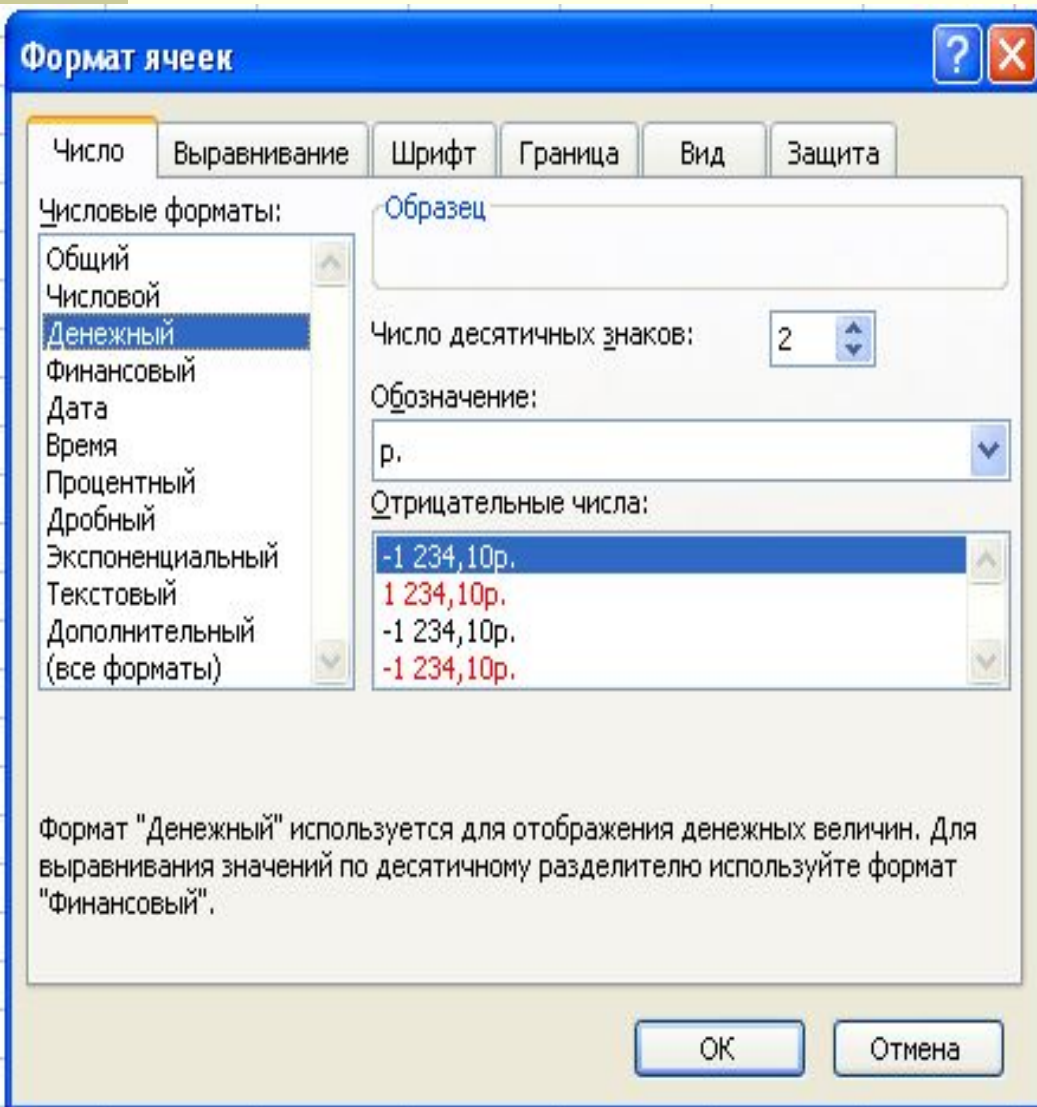 Формат ячеек
?
Число
Выравнивание
Шрифт
Граница
Вид
Защита
Числовые форматы:
Общий
Числовой
Денежный
Финансовый
Дата
Время
Процентный
Дробный
Экспоненциальный
Текстовый
Дополнительный
(все форматы)
Образец
Число десятичных знаков:
2
Обозначение:
р.
Отрицательные числа:
-1 234,10р.
1 234,10р.
-1 234,10р.
-1 234,10р.
Формат "Денежный" используется для отображения денежных величин. Для
выравнивания значений по десятичному разделителю используйте формат
"Финансовый".
ОК
Отмена